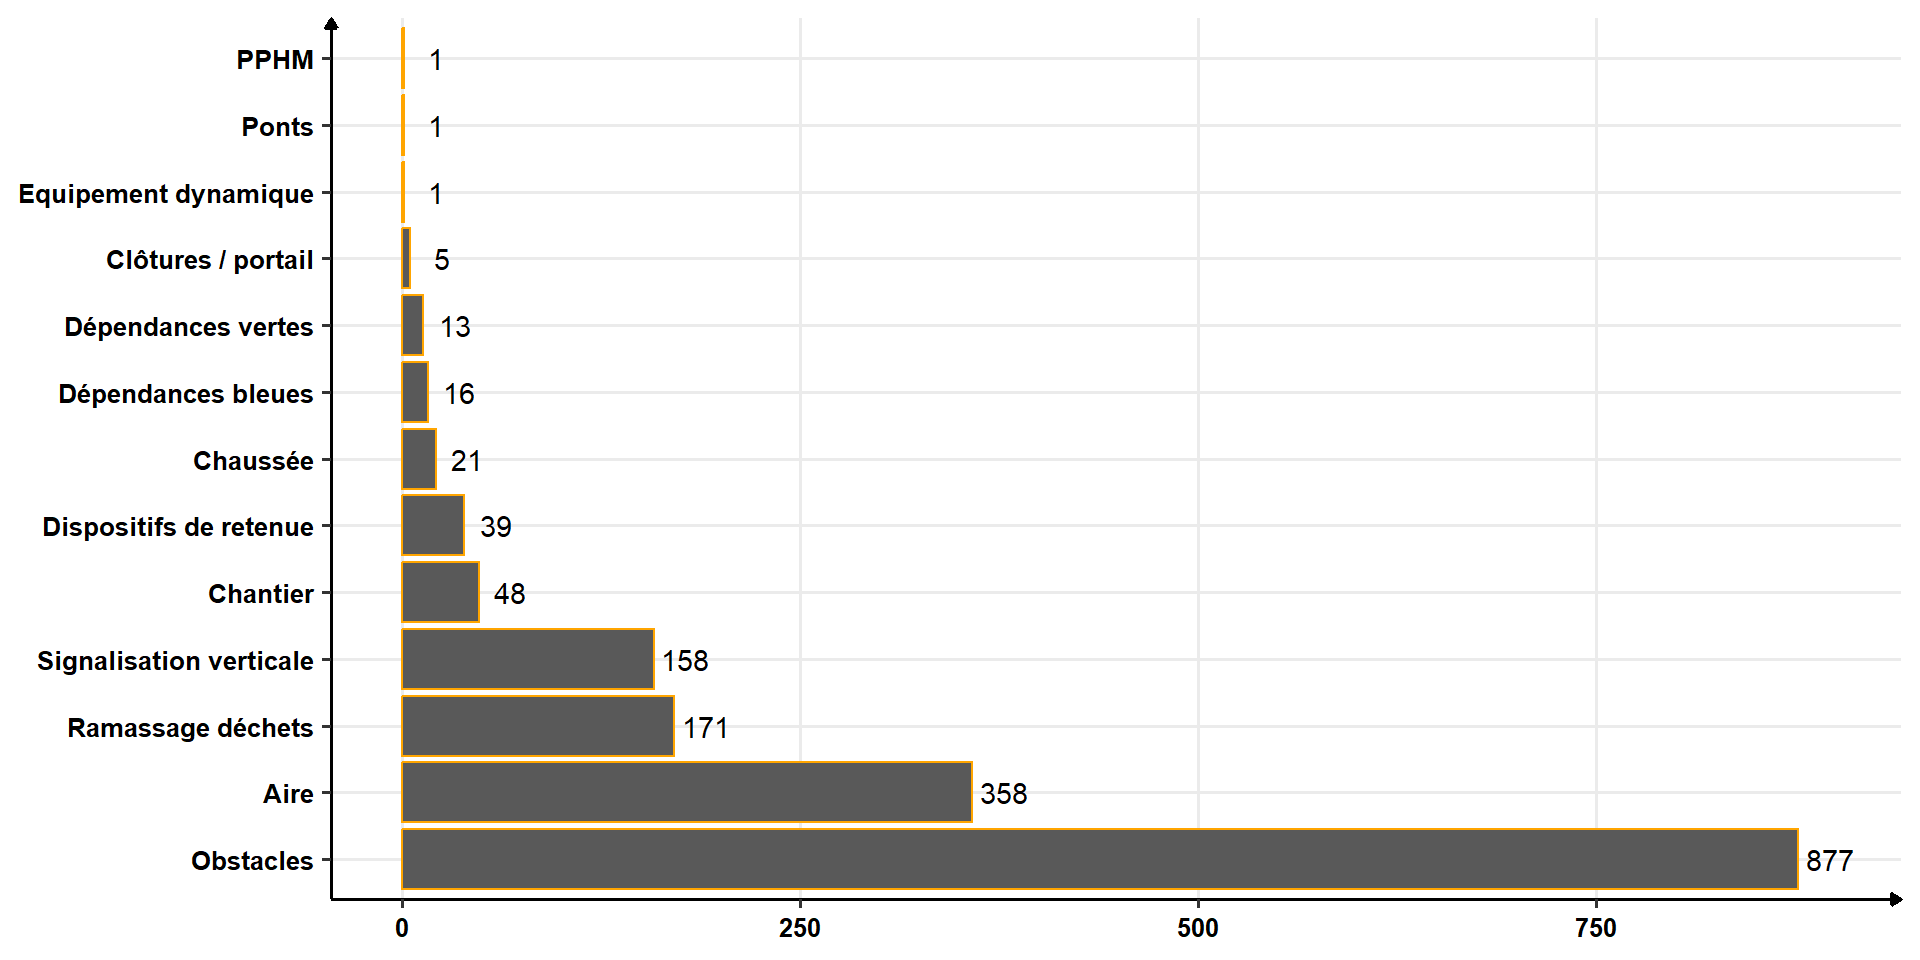 PPHM 1
Ponts 1
Equipement dynamique 1
Clôtures / portail 5
Dépendances vertes 13
Dépendances bleues 16
Chaussée 21
Dispositifs de retenue 39
Chantier 48
Signalisation verticale 158
Ramassage déchets 171
Aire 358
Obstacles 877
0 250 500 750